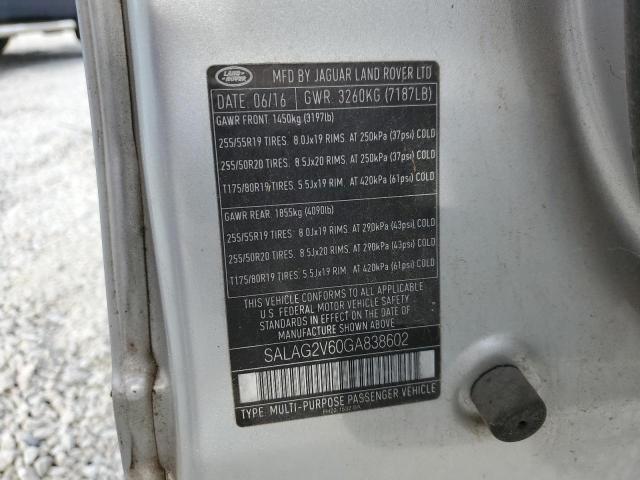 LAND ROVER
MFD BY JAGUAR LAND ROVER LTD
DATE: 06/16 GWR. 3260KG (7187LB)
GAWR FRONT. 1450kg (3197lb)
255/55R19 TIRES. 8.0Jx19 RIMS. AT 250kPa (37psi) COLD
255/50R20 TIRES. 8.5Jx20 RIMS. AT 250kPa (37psi) COLD
T175/80R19 TIRES. 5.5Jx19 RIM. AT 420kPa (61psi) COLD
GAWR REAR. 1855kg (4090lb)
255/55R19 TIRES. 8.0Jx19 RIMS. AT 290kPa (43psi) COLD
255/50R20 TIRES. 8.5Jx20 RIMS. AT 290kPa (43psi) COLD
T175/80R19 TIRES. 5.5Jx19 RIM. AT 420kPa (61psi) COLD
THIS VEHICLE CONFORMS TO ALL APPLICABLE
U.S. FEDERAL MOTOR VEHICLE SAFETY
STANDARDS IN EFFECT ON THE DATE OF
MANUFACTURE SHOWN ABOVE.
SALAG2V60GA838602
TYPE: MULTI-PURPOSE PASSENGER VEHICLE